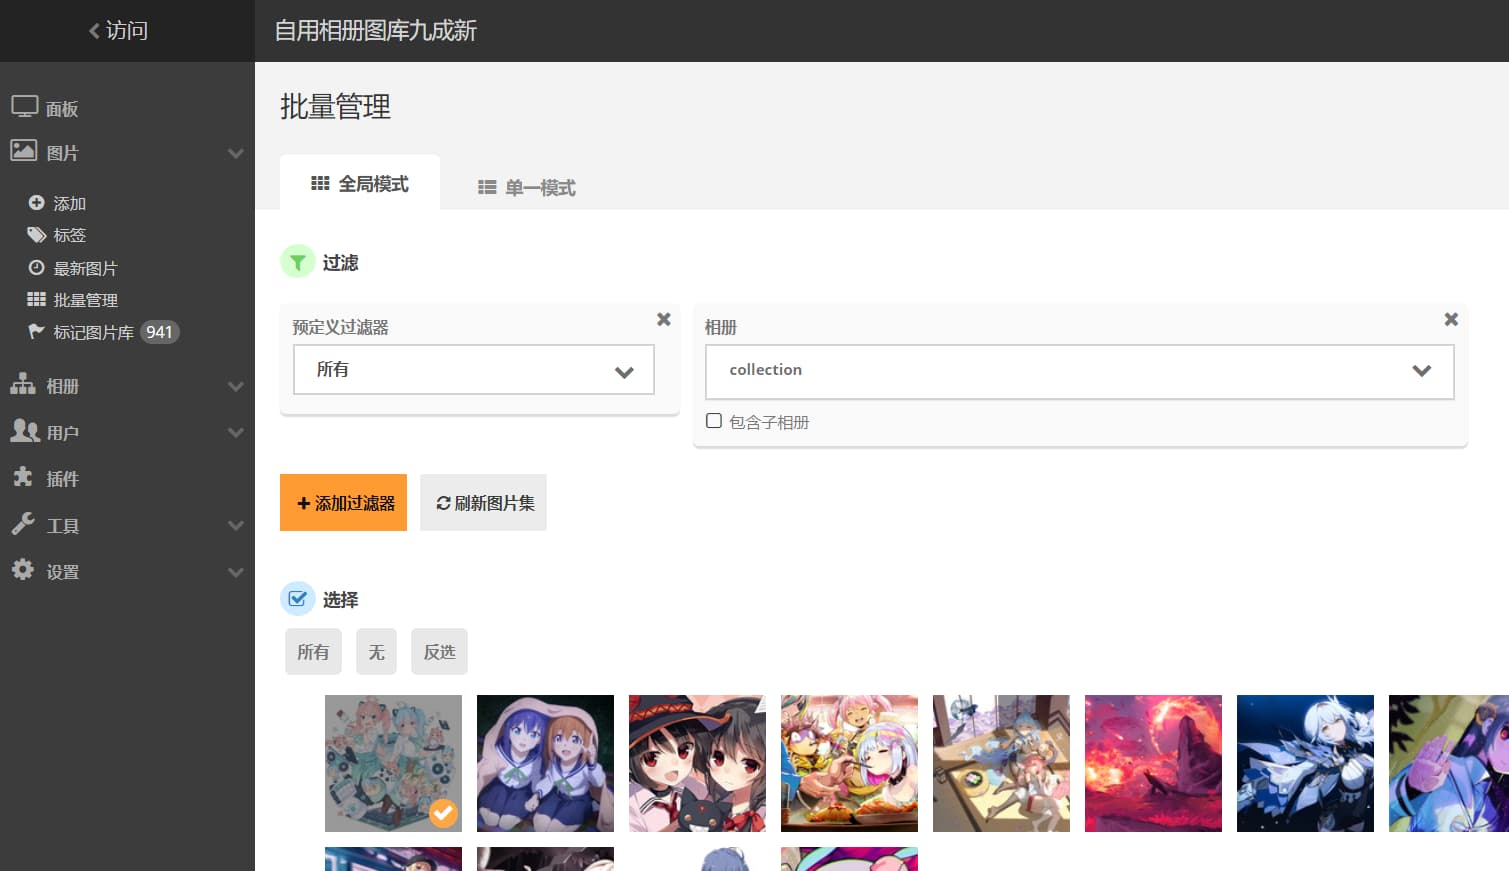 访问
自用相册图库九成新
面板
图片
添加
标签
最新图片
批量管理
标记图片库 941
相册
用户
插件
工具
设置
批量管理
全局模式
单一模式
过滤
预定义过滤器
所有
相册
collection
包含子相册
添加过滤器
刷新图片集
选择
所有
无
反选